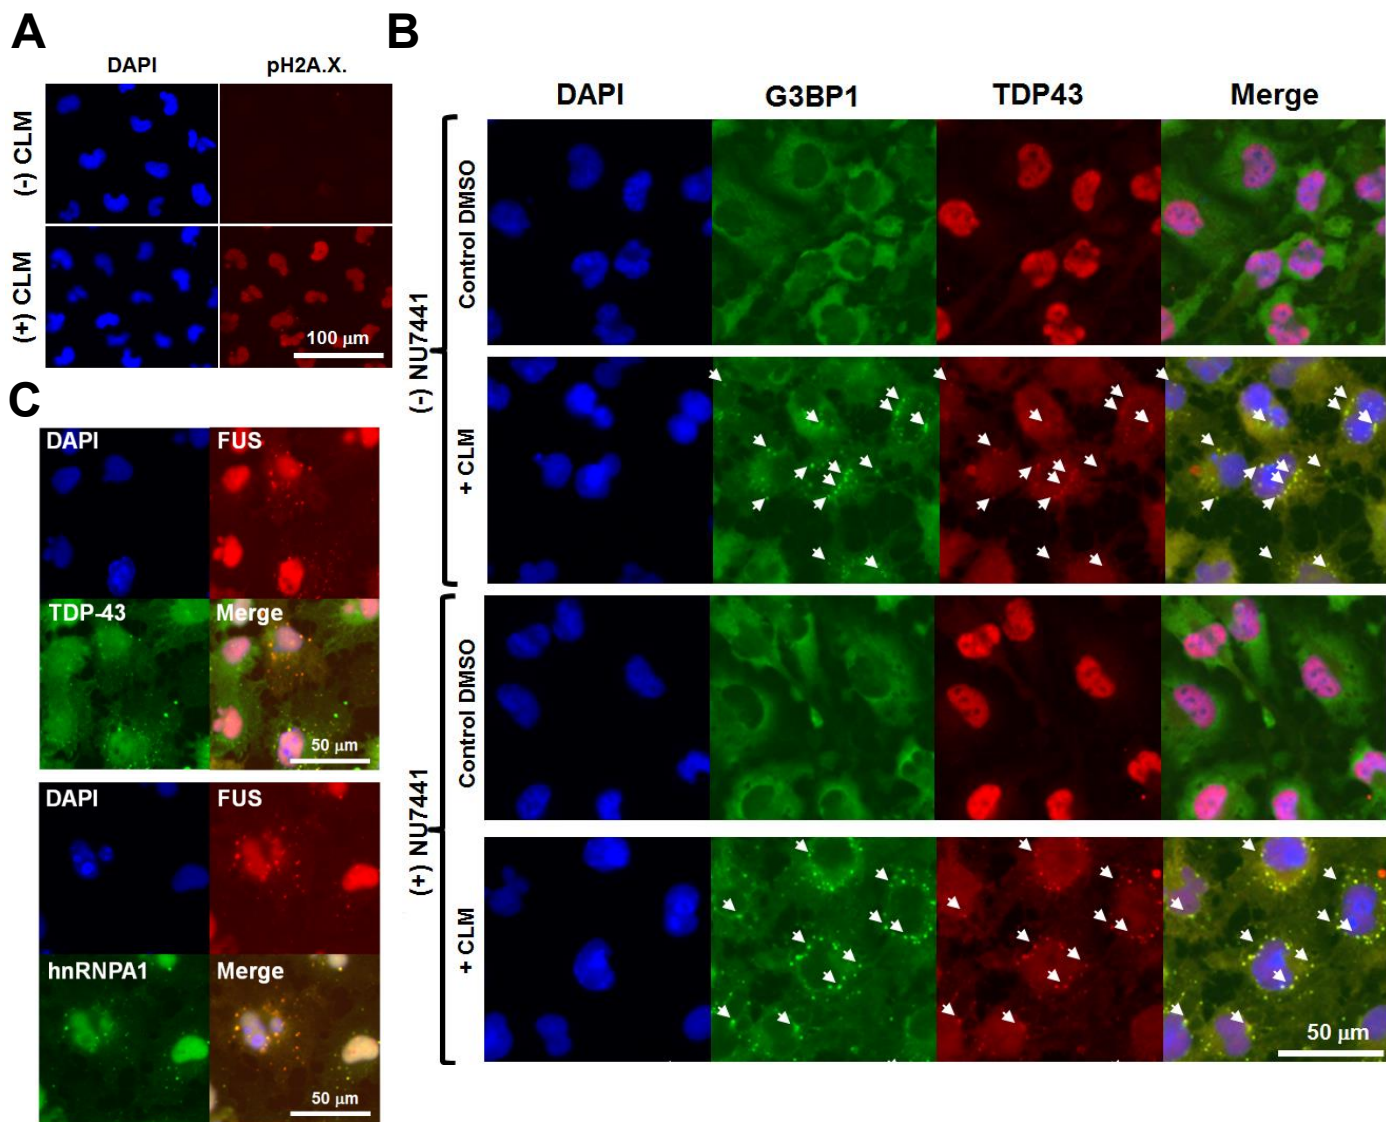 A
DAPI
pH2A.X.
(-) CLM
(+) CLM
100 µm
B
DAPI
G3BP1
TDP43
Merge
(-) NU7441
Control DMSO
+ CLM
(+) NU7441
Control DMSO
+ CLM
50 µm
C
DAPI
FUS
TDP-43
Merge
50 µm
DAPI
FUS
hnRNPA1
Merge
50 µm